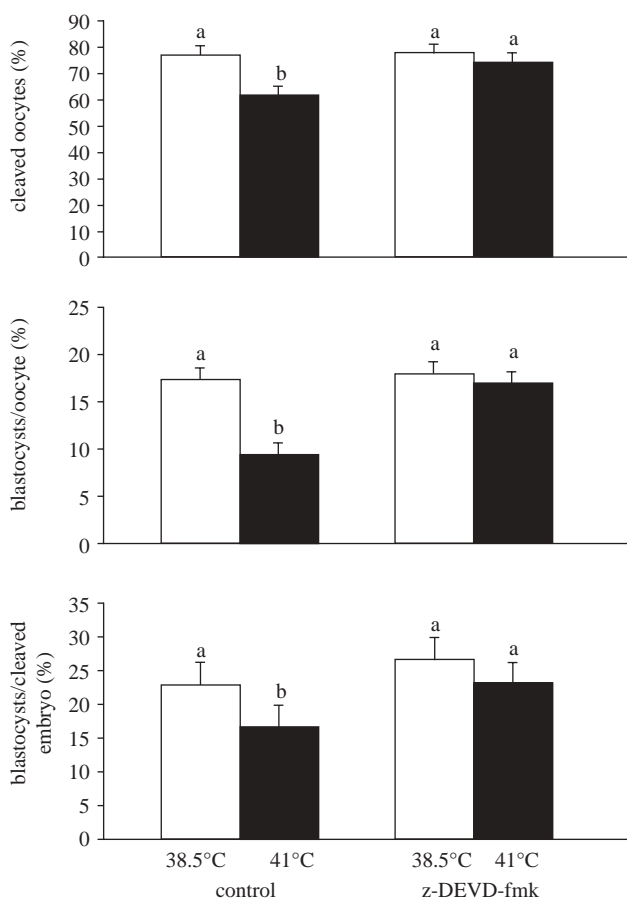 cleaved oocytes (%)
90
80
70
60
50
40
30
20
10
0
a
b
a
a
blastocysts/oocyte (%)
25
20
15
10
5
0
a
b
a
a
blastocysts/cleaved
embryo (%)
35
30
25
20
15
10
5
0
a
b
a
a
38.5°C 41°C 38.5°C 41°C
control z-DEVD-fmk